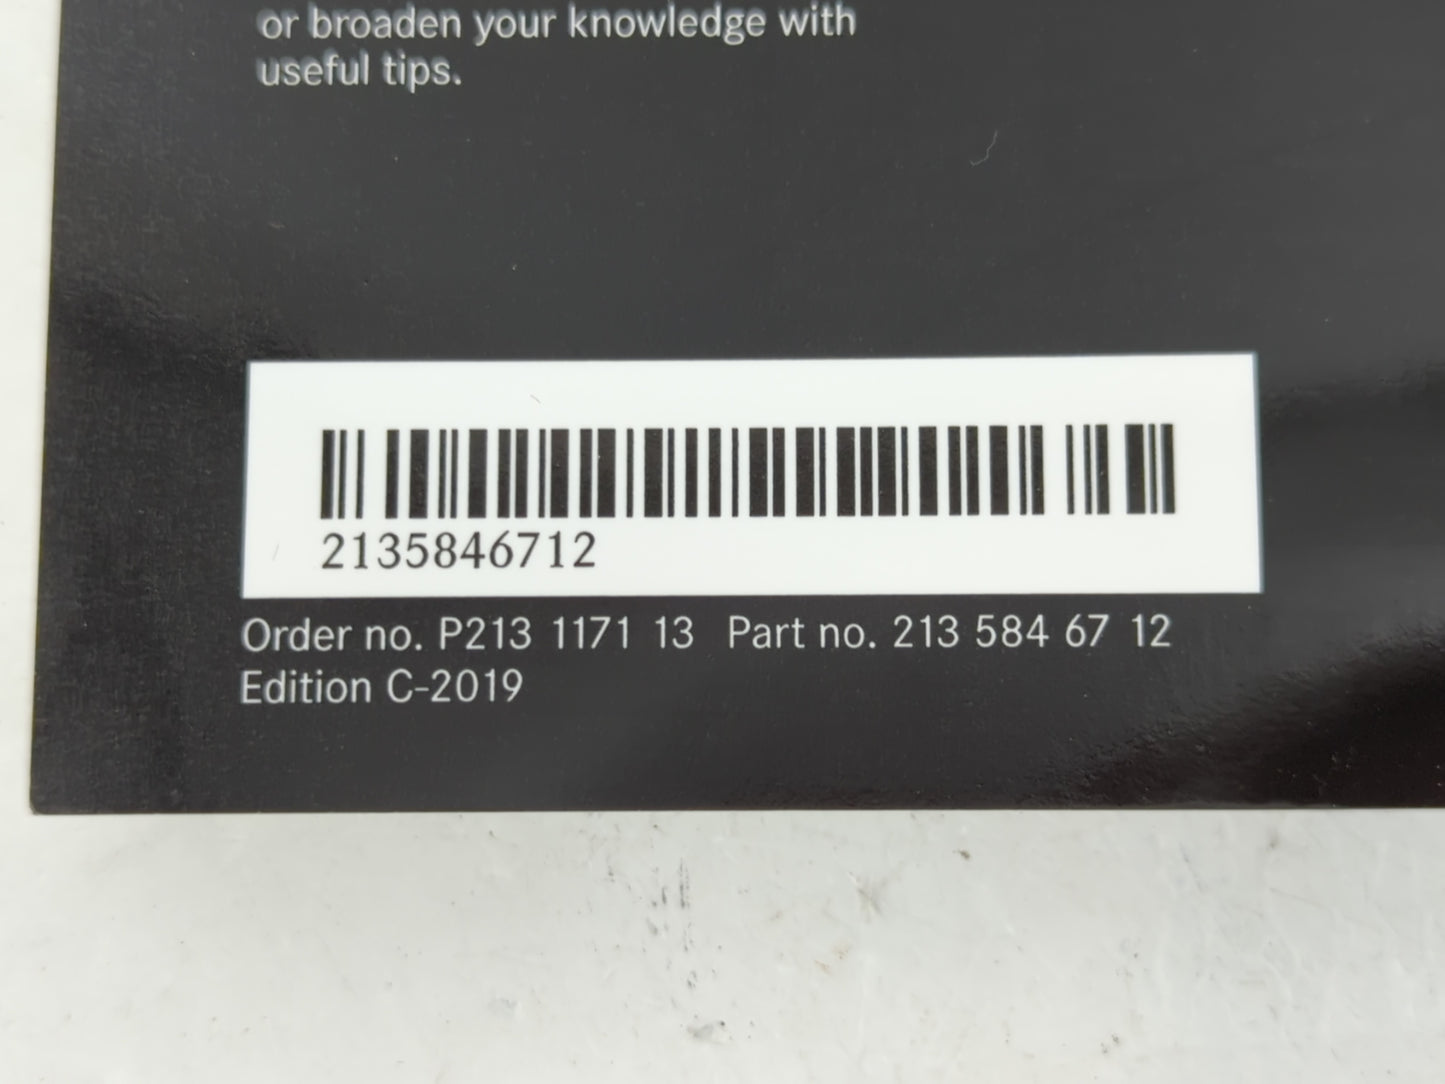 or broaden your knowledge with
useful tips.
2135846712
Order no. P213 1171 13 Part no. 213 584 67 12
Edition C-2019